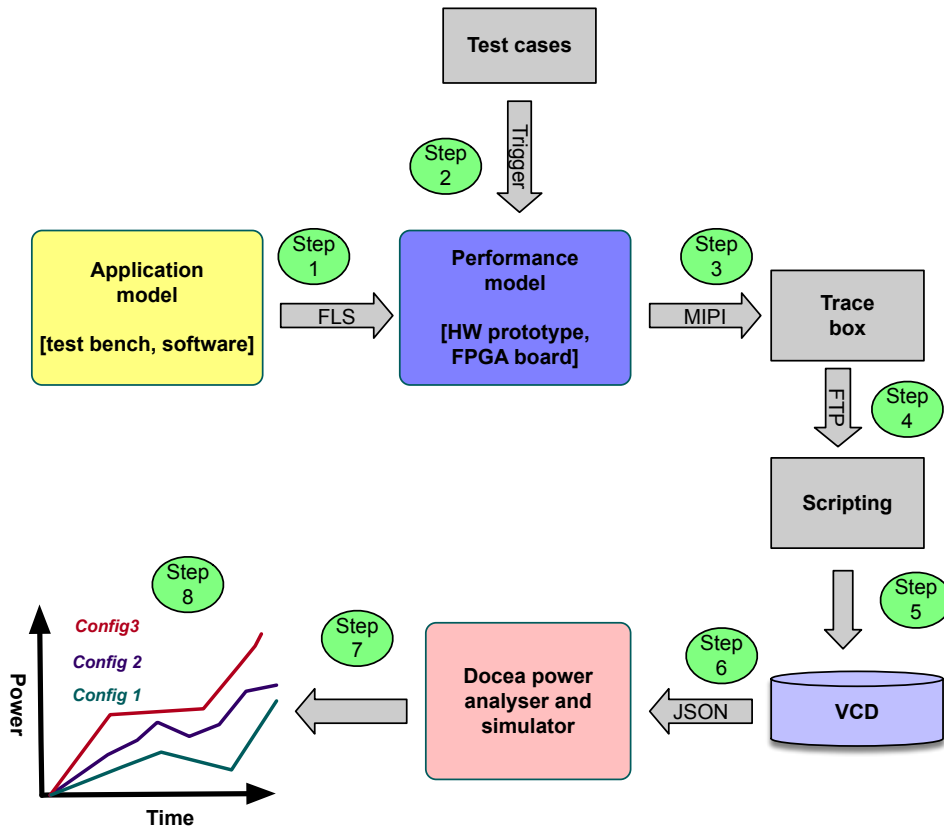 Test cases
Trigger
Step
2
Application
model
[test bench, software]
Step
1
FLS
Performance
model
[HW prototype,
FPGA board]
Step
3
MIPI
Trace
box
FTP
Step
4
Scripting
Step
5
VCD
Step
6
JSON
Docea power
analyser and
simulator
Step
7
Step
8
Config3
Config 2
Config 1
Power
Time